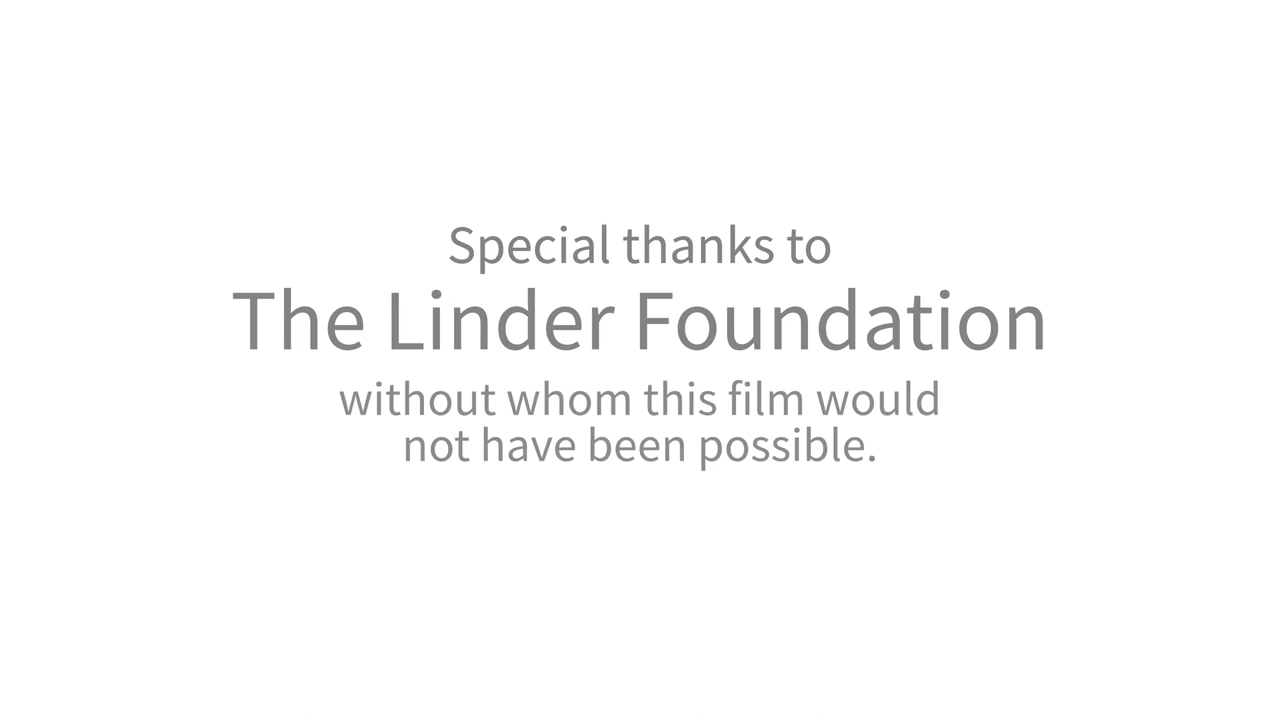 Special thanks to
The Linder Foundation
without whom this film would
not have been possible.